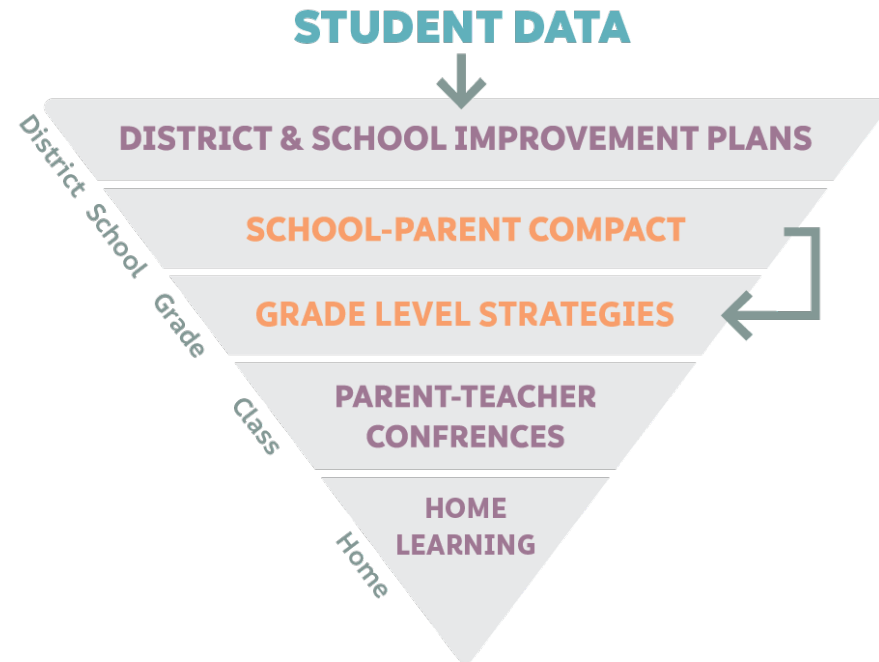 STUDENT DATA
DISTRICT & SCHOOL IMPROVEMENT PLANS
District
SCHOOL-PARENT COMPACT
School
GRADE LEVEL STRATEGIES
Grade
PARENT-TEACHER
CONFRENCES
Class
HOME
LEARNING
Home